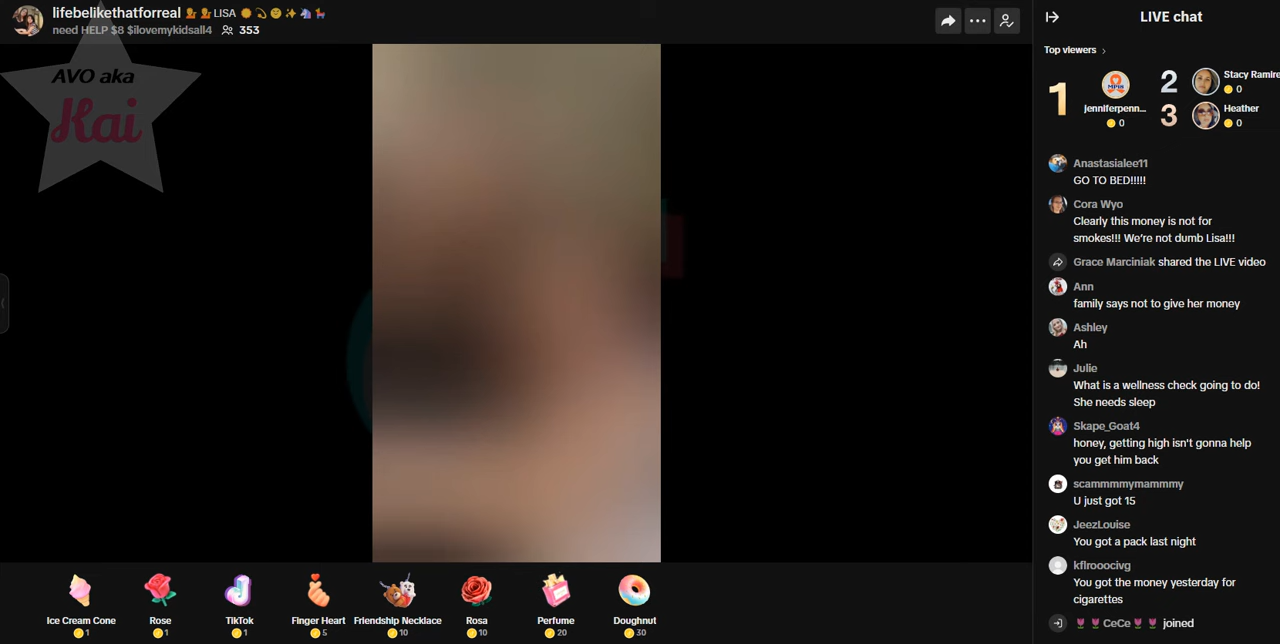 lifebelikethatforreal 💁💁LISA 🌞💫🌝✨🦄🐕‍🦺
need HELP $8 $ilovemykidsall4 353
AVO aka
Kai
LIVE chat
Top viewers
1
jenniferpenn...
0
2
Stacy Ramire
0
3
Heather
0
Anastasialee11
GO TO BED!!!!!
Cora Wyo
Clearly this money is not for
smokes!!! We're not dumb Lisa!!!
Grace Marciniak shared the LIVE video
Ann
family says not to give her money
Ashley
Ah
Julie
What is a wellness check going to do!
She needs sleep
Skape_Goat4
honey, getting high isn't gonna help
you get him back
scammmmymammmy
U just got 15
JeezLouise
You got a pack last night
kflrooocivg
You got the money yesterday for
cigarettes
🌷🌷CeCe🌷🌷 joined
Ice Cream Cone
1
Rose
1
TikTok
1
Finger Heart
5
Friendship Necklace
10
Rosa
10
Perfume
20
Doughnut
30